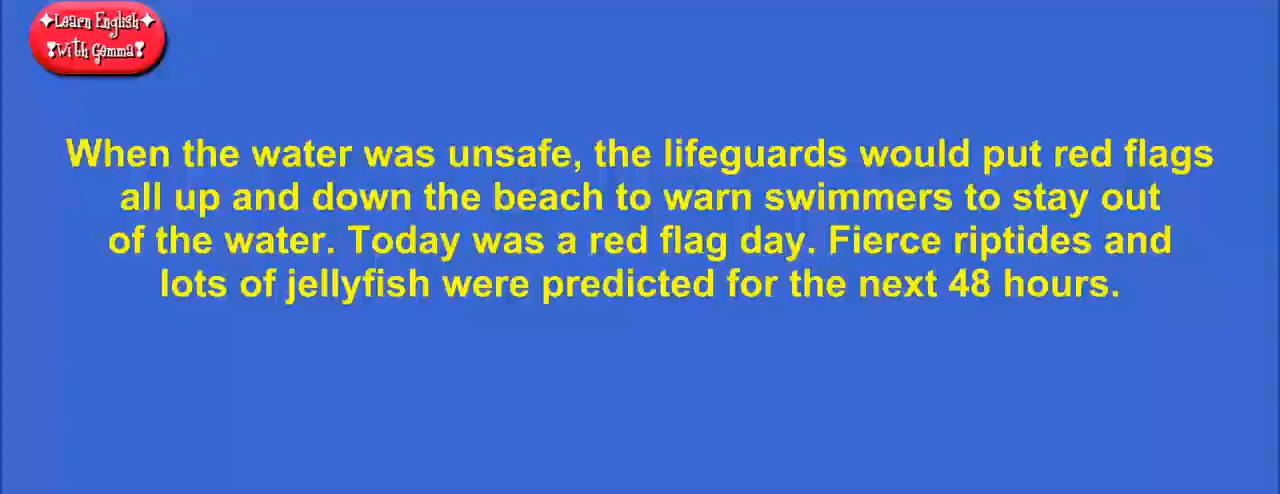 Learn English
With Gemma
When the water was unsafe, the lifeguards would put red flags
all up and down the beach to warn swimmers to stay out
of the water. Today was a red flag day. Fierce riptides and
lots of jellyfish were predicted for the next 48 hours.